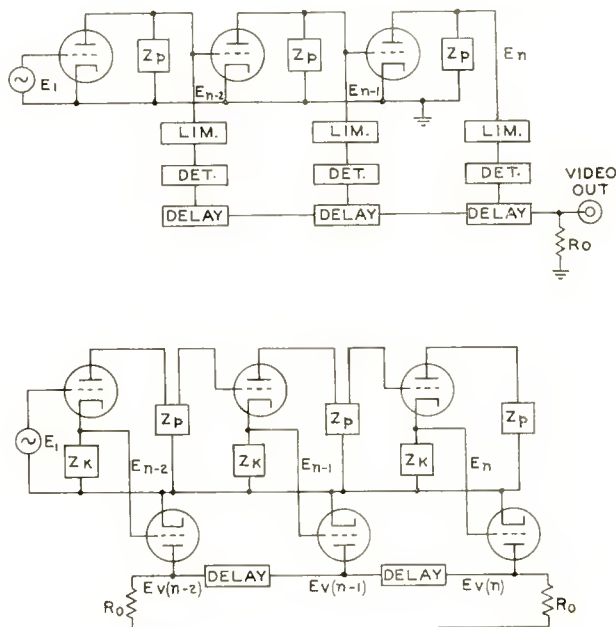 Zp
Zp
Zp
En
E1
En-2
En-1
LIM.
LIM.
LIM.
DET.
DET.
DET.
VIDEO
OUT
DELAY
DELAY
DELAY
Ro
Zp
Zp
Zp
E1
ZK
En-2
ZK
En-1
ZK
En
DELAY
DELAY
Ro
Ev(n-2)
Ev(n-1)
Ev(n)
Ro